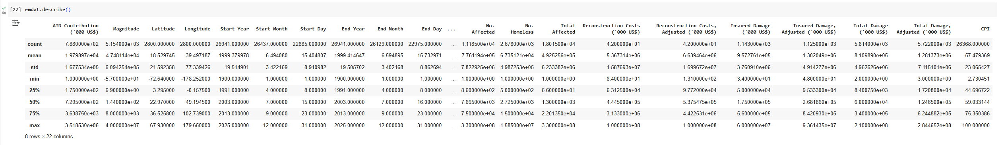 [22] emdat.describe()
0s
AID Contribution ('000 US$) Magnitude Latitude Longitude Start Year Start Month Start Day End Year End Month End Day ... No. Affected No. Homeless Total Affected Reconstruction Costs ('000 US$) Reconstruction Costs, Adjusted ('000 US$) Insured Damage ('000 US$) Insured Damage, Adjusted ('000 US$) Total Damage ('000 US$) Total Damage, Adjusted ('000 US$) CPI
count 7.880000e+02 5.154000e+03 2800.000000 2800.000000 26941.000000 26437.000000 22885.000000 26941.000000 26129.000000 22975.000000 ... 1.118500e+04 2.678000e+03 1.801500e+04 4.200000e+01 4.200000e+01 1.143000e+03 1.125000e+03 5.814000e+03 5.722000e+03 26368.000000
mean 1.979897e+04 4.748114e+04 18.529745 39.497187 1999.379978 6.494080 15.404807 1999.414647 6.594895 15.732971 ... 7.761194e+05 6.735121e+04 4.925256e+05 5.367314e+06 6.639464e+06 9.572761e+05 1.302049e+06 8.109890e+05 1.281373e+06 57.479369
std 1.677534e+05 6.094254e+05 21.592358 77.339426 19.514901 3.422169 8.910982 19.505702 3.402168 8.862694 ... 7.822925e+06 4.987253e+05 6.233382e+06 1.587693e+07 1.699672e+07 3.760910e+06 4.914277e+06 4.962626e+06 7.115101e+06 23.065427
min 1.000000e+00 -5.700000e+01 -72.640000 -178.252000 1900.000000 1.000000 1.000000 1900.000000 1.000000 1.000000 ... 1.000000e+00 1.000000e+00 1.000000e+00 8.400000e+01 1.310000e+02 3.400000e+01 4.800000e+01 2.000000e+00 3.000000e+00 2.730451
25% 1.750000e+02 6.900000e+00 3.295000 -0.157500 1991.000000 4.000000 8.000000 1991.000000 4.000000 8.000000 ... 8.600000e+02 5.000000e+02 6.600000e+01 6.312500e+04 9.772000e+04 5.000000e+04 9.533300e+04 8.400750e+03 1.720800e+04 44.696722
50% 7.295000e+02 1.440000e+02 22.970000 49.194500 2003.000000 7.000000 15.000000 2003.000000 7.000000 16.000000 ... 7.695000e+03 2.725000e+03 1.300000e+03 4.445000e+05 5.375475e+05 1.750000e+05 2.681860e+05 6.000000e+04 1.246500e+05 59.033144
75% 3.638750e+03 8.000000e+03 36.525800 102.739000 2013.000000 9.000000 23.000000 2013.000000 9.000000 23.000000 ... 7.500000e+04 1.500000e+04 2.201350e+04 3.133000e+06 4.422531e+06 5.600000e+05 8.420930e+05 3.400000e+05 6.244882e+05 75.350386
max 3.518530e+06 4.000000e+07 67.930000 179.650000 2025.000000 12.000000 31.000000 2025.000000 12.000000 31.000000 ... 3.300000e+08 1.585000e+07 3.300000e+08 1.000000e+08 1.000000e+08 6.000000e+07 9.361435e+07 2.100000e+08 2.844652e+08 100.000000
8 rows × 22 columns